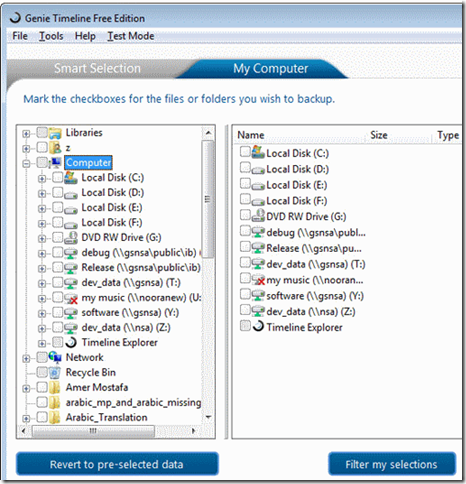 Genie Timeline Free Edition
File Tools Help Test Mode
Smart Selection My Computer
Mark the checkboxes for the files or folders you wish to backup.
Libraries
z
Computer
Local Disk (C:)
Local Disk (D:)
Local Disk (E:)
Local Disk (F:)
DVD RW Drive (G:)
debug (\\gsnsa\public\ib) (
Release (\\gsnsa\public\ib)
dev_data (\\gsnsa) (T:)
my music (\\nooranew) (U:
software (\\gsnsa) (Y:)
dev_data (\\nsa) (Z:)
Timeline Explorer
Network
Recycle Bin
Amer Mostafa
arabic_mp_and_arabic_missing
Arabic_Translation
Name Size Type
Local Disk (C:)
Local Disk (D:)
Local Disk (E:)
Local Disk (F:)
DVD RW Drive (G:)
debug (\\gsnsa\publ...
Release (\\gsnsa\pu...
dev_data (\\gsnsa) (T:)
my music (\\nooran...
software (\\gsnsa) (Y:)
dev_data (\\nsa) (Z:)
Timeline Explorer
Revert to pre-selected data
Filter my selections